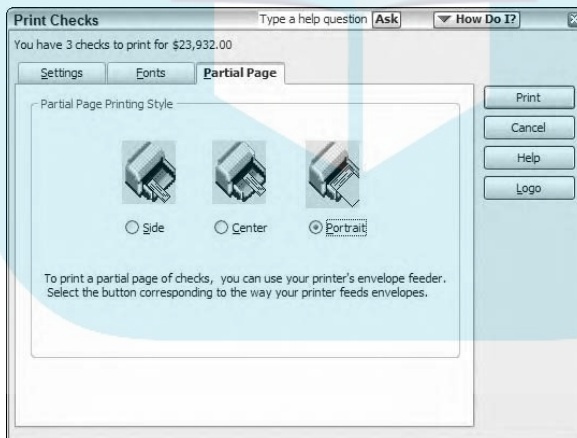 Print Checks Type a help question Ask How Do I?
You have 3 checks to print for $23,932.00
Settings Fonts Partial Page
Partial Page Printing Style
Print
Cancel
Help
Logo
Side Center Portrait
To print a partial page of checks, you can use your printer's envelope feeder.
Select the button corresponding to the way your printer feeds envelopes.